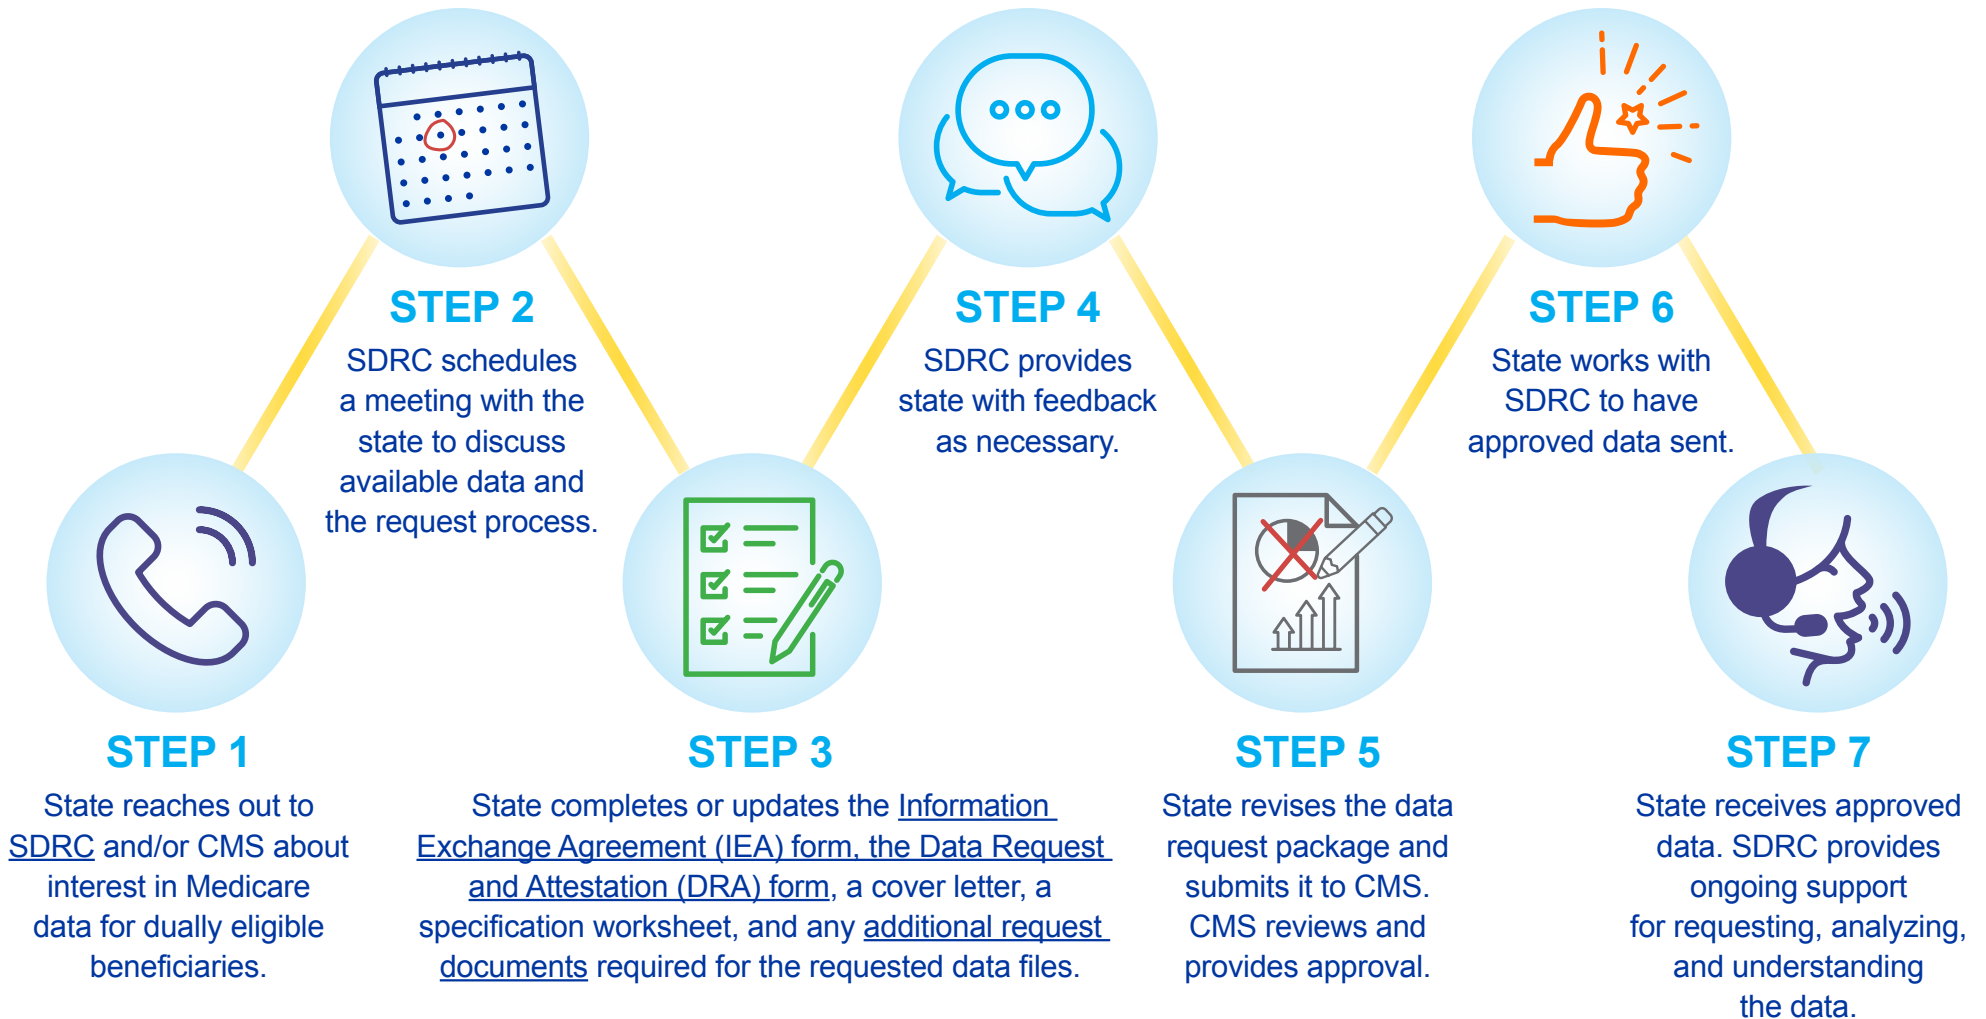 STEP 1
State reaches out to
SDRC and/or CMS about
interest in Medicare
data for dually eligible
beneficiaries.
STEP 2
SDRC schedules
a meeting with the
state to discuss
available data and
the request process.
STEP 3
State completes or updates the Information
Exchange Agreement (IEA) form, the Data Request
and Attestation (DRA) form, a cover letter, a
specification worksheet, and any additional request
documents required for the requested data files.
STEP 4
SDRC provides
state with feedback
as necessary.
STEP 5
State revises the data
request package and
submits it to CMS.
CMS reviews and
provides approval.
STEP 6
State works with
SDRC to have
approved data sent.
STEP 7
State receives approved
data. SDRC provides
ongoing support
for requesting, analyzing,
and understanding
the data.